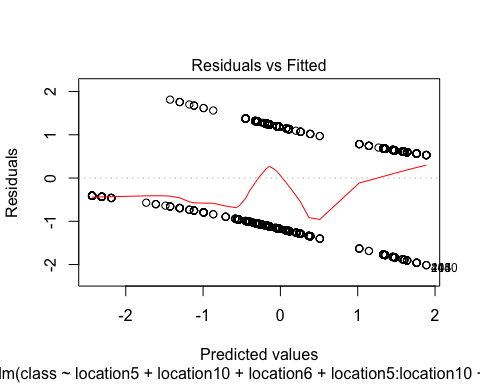 Residuals vs Fitted
Residuals
2
1
0
-1
-2
-2
-1
0
1
2
Predicted values
lm(class ~ location5 + location10 + location6 + location5:location10 +